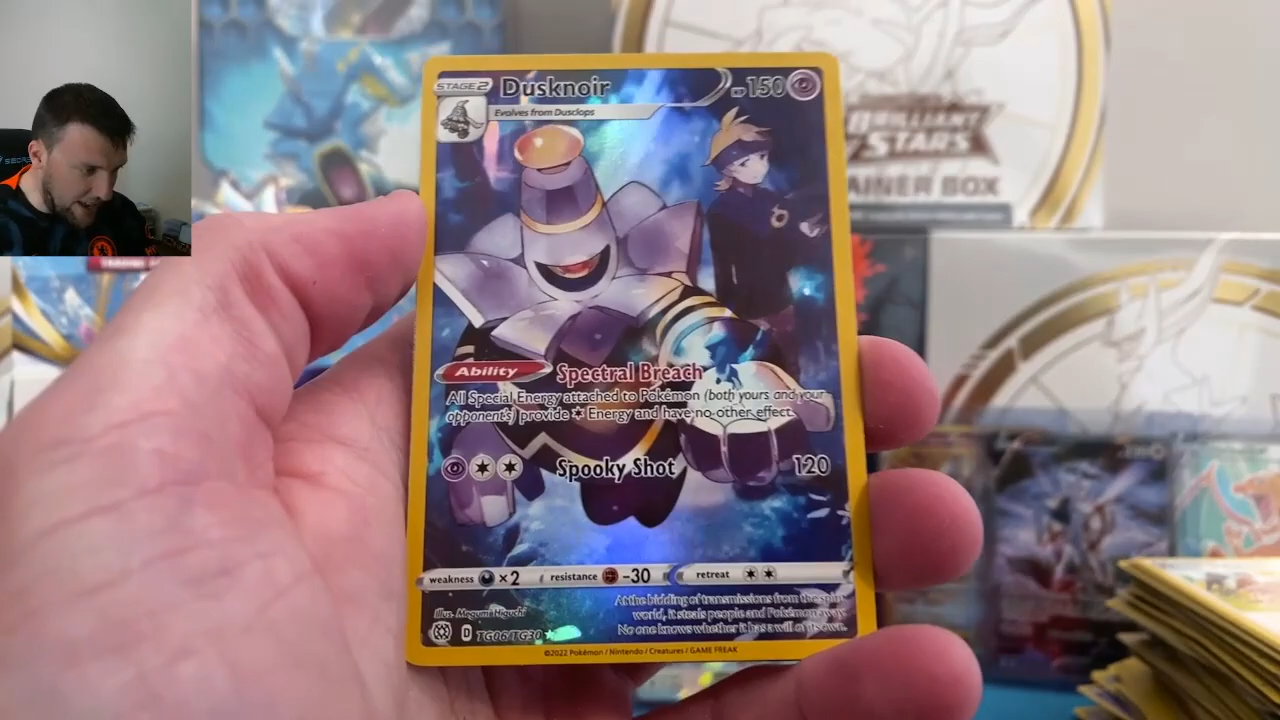 STAGE2 Dusknoir HP 150
Evolves from Dusclops
BRILLIANT
STARS
AINER BOX
Ability Spectral Breach
All Special Energy attached to Pokémon (both yours and your
opponent's) provide Energy and have no other effect.
Spooky Shot 120
weakness ×2 resistance -30 retreat
Illus. Megumi Higuchi
At the bidding of transmissions from the spirit
world, it steals people and Pokémon away.
No one knows whether it has a will of its own.
D TG06/TG30
©2022 Pokémon / Nintendo / Creatures / GAME FREAK